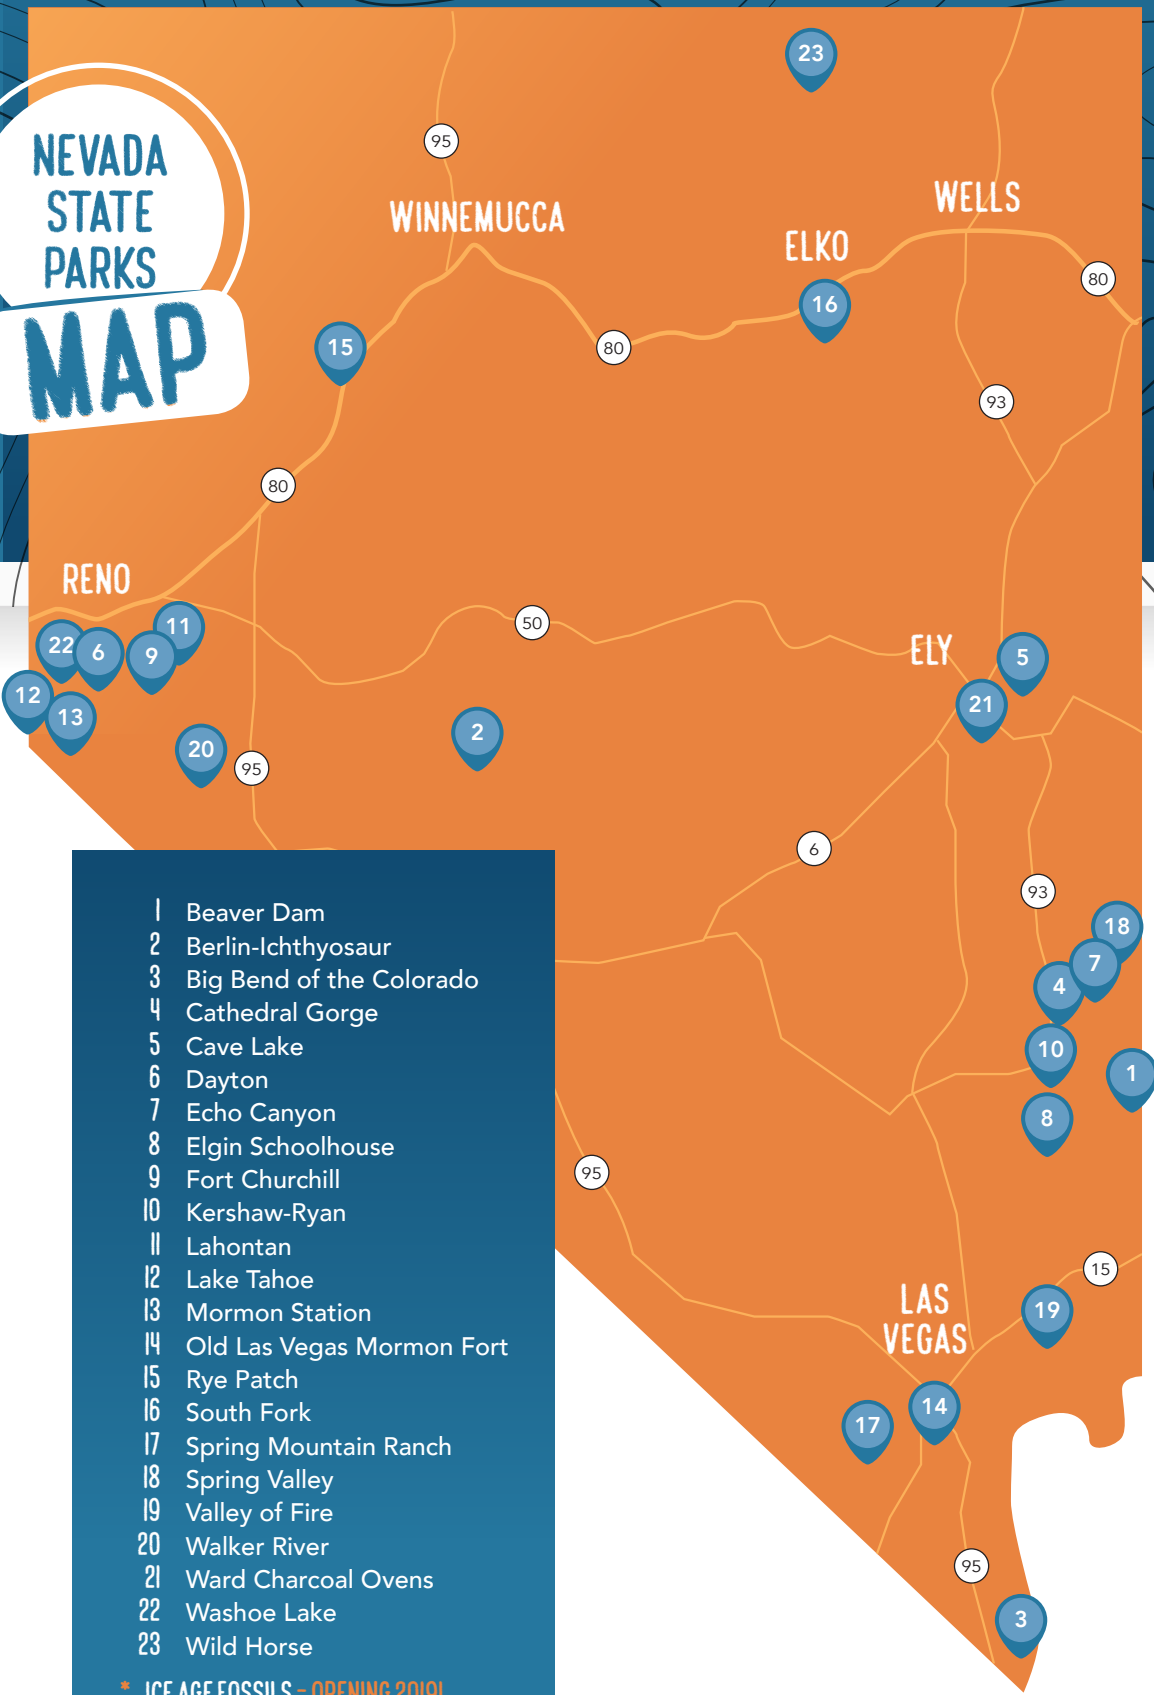 NEVADA
STATE
PARKS
MAP
23
95
WINNEMUCCA
WELLS
ELKO
80
16
15
80
93
80
RENO
50
11
22
6
9
ELY
5
12
13
21
20
95
2
6
93
18
7
4
10
1
8
95
15
LAS
VEGAS
19
14
17
95
3
1 Beaver Dam
2 Berlin-Ichthyosaur
3 Big Bend of the Colorado
4 Cathedral Gorge
5 Cave Lake
6 Dayton
7 Echo Canyon
8 Elgin Schoolhouse
9 Fort Churchill
10 Kershaw-Ryan
11 Lahontan
12 Lake Tahoe
13 Mormon Station
14 Old Las Vegas Mormon Fort
15 Rye Patch
16 South Fork
17 Spring Mountain Ranch
18 Spring Valley
19 Valley of Fire
20 Walker River
21 Ward Charcoal Ovens
22 Washoe Lake
23 Wild Horse
* ICE AGE FOSSILS – OPENING 2019!